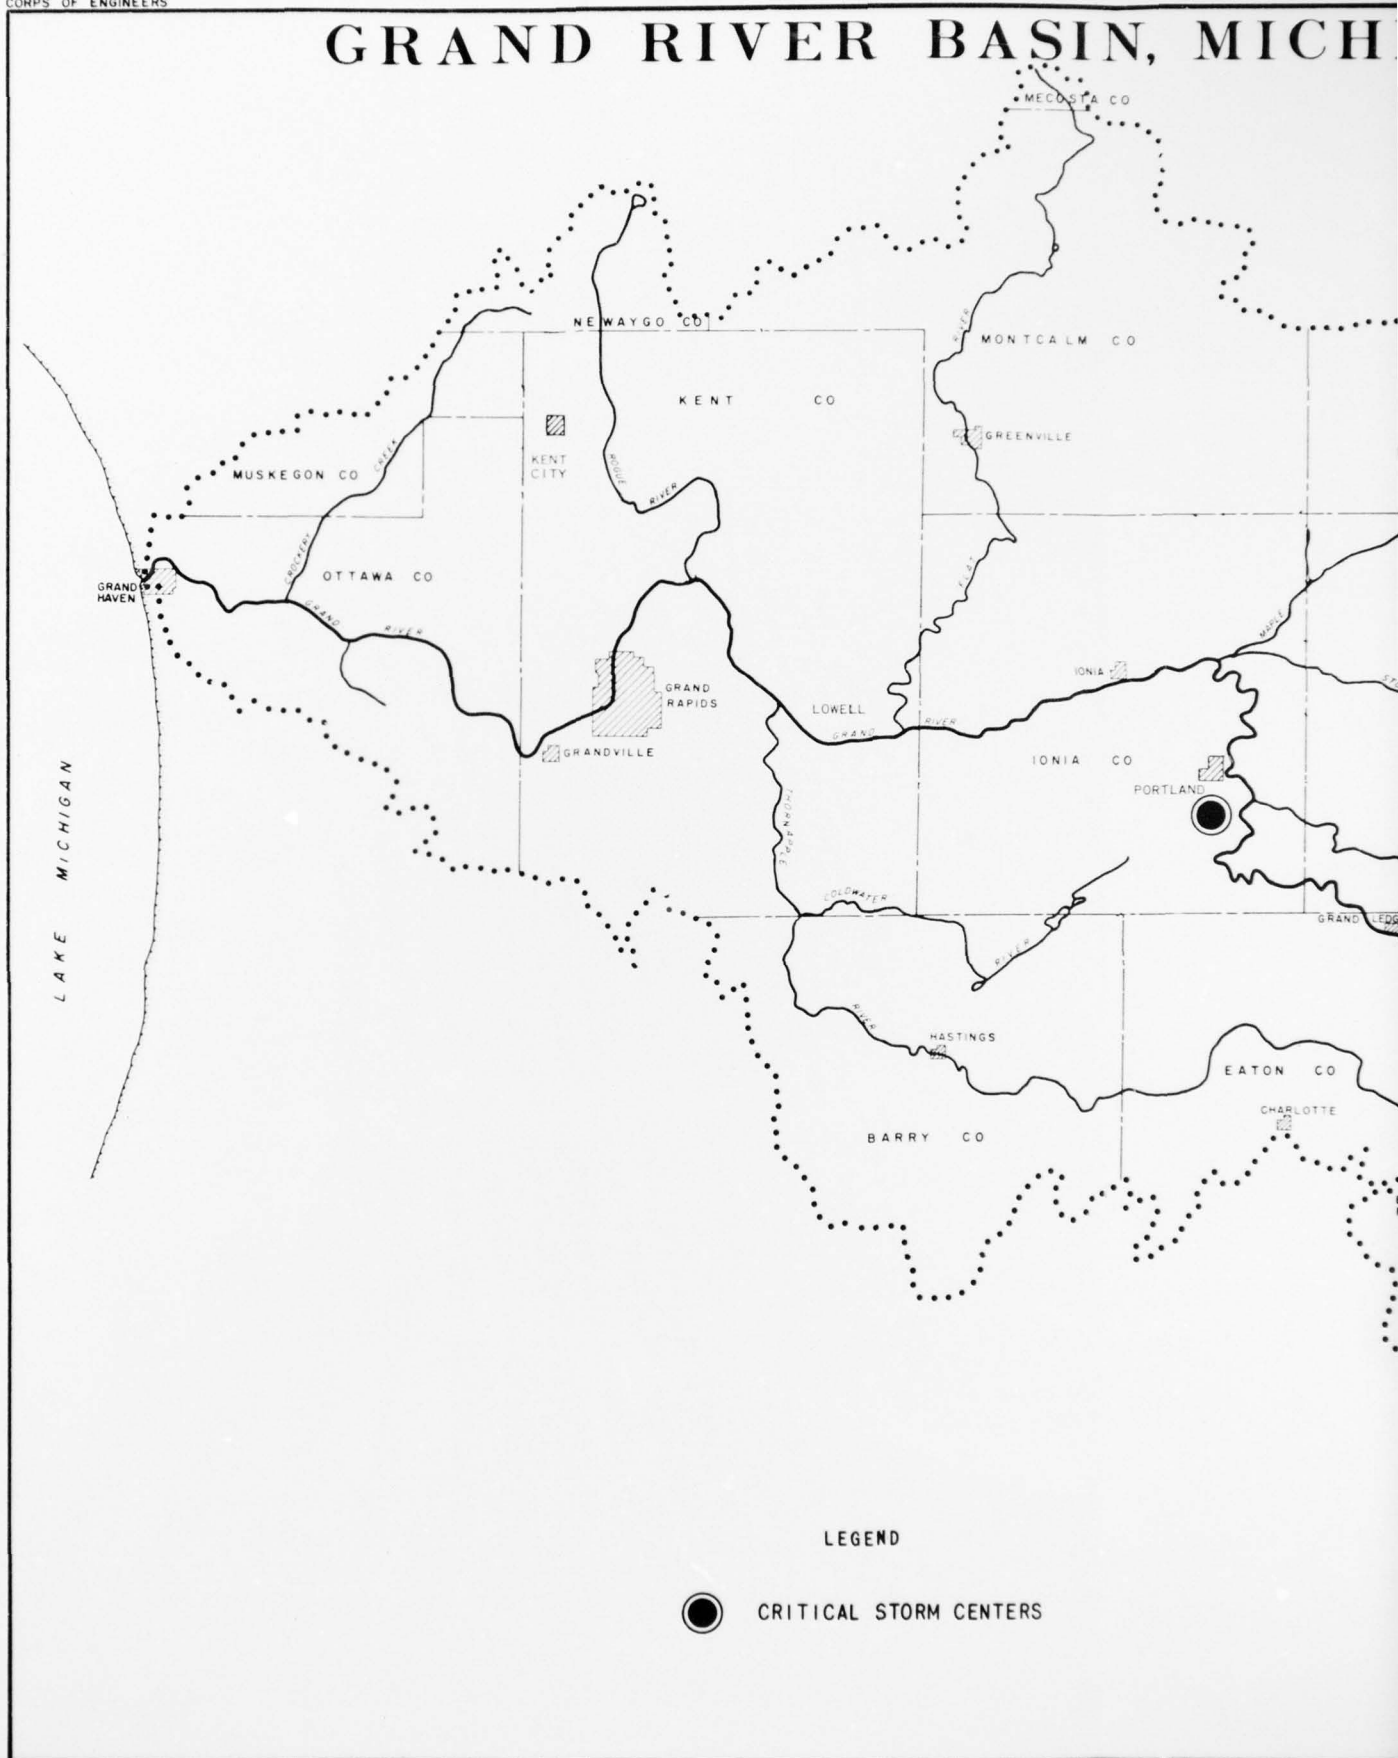 CORPS OF ENGINEERS
GRAND RIVER BASIN, MICH
MECOSTA CO
NEWAYGO CO
RIVER
MONTCALM CO
KENT CO
GREENVILLE
KENT
CITY
MUSKEGON CO
CREEK
ROGUE
RIVER
CROCKERY
OTTAWA CO
FLAT
GRAND
HAVEN
GRAND
RIVER
MAPLE
IONIA
GRAND
RAPIDS
LOWELL
GRAND
RIVER
GRANDVILLE
IONIA CO
PORTLAND
THORNAPPLE
LAKE MICHIGAN
COLDWATER
RIVER
GRAND LEDG
RIVER
HASTINGS
EATON CO
CHARLOTTE
BARRY CO
LEGEND
CRITICAL STORM CENTERS